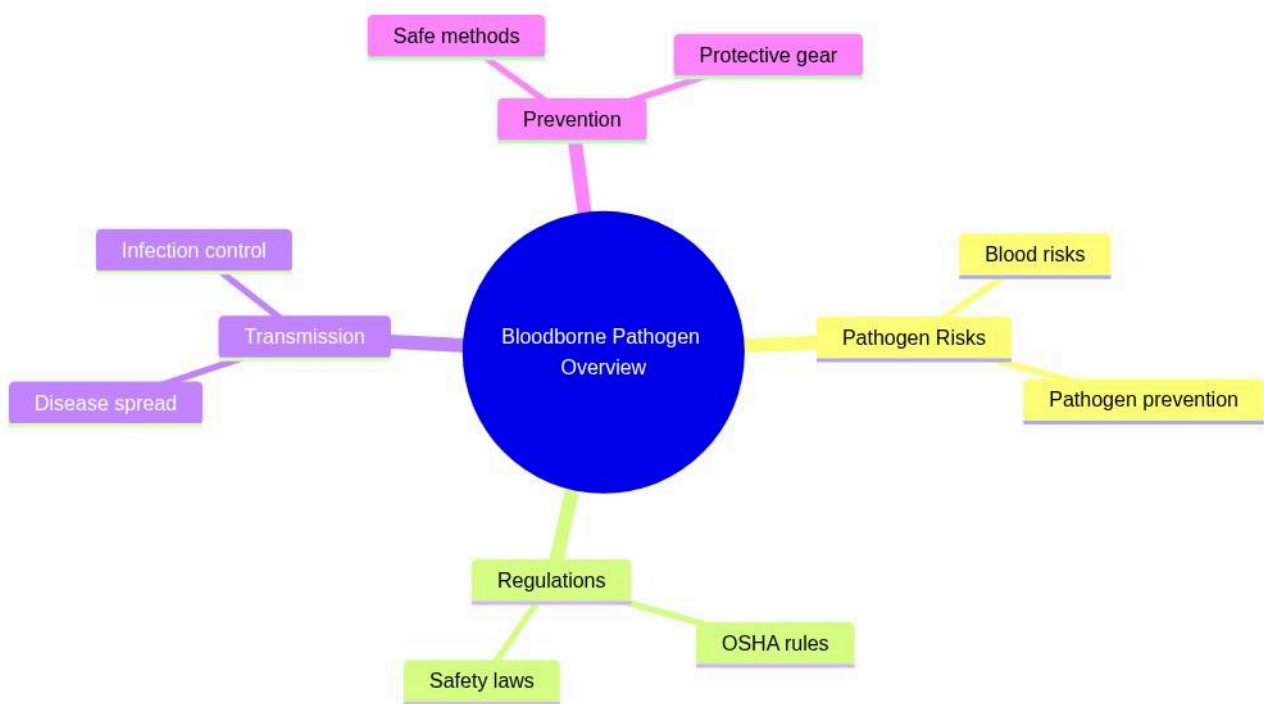 Safe methods
Protective gear
Prevention
Infection control
Blood risks
Transmission
Bloodborne Pathogen
Overview
Pathogen Risks
Disease spread
Pathogen prevention
Regulations
OSHA rules
Safety laws